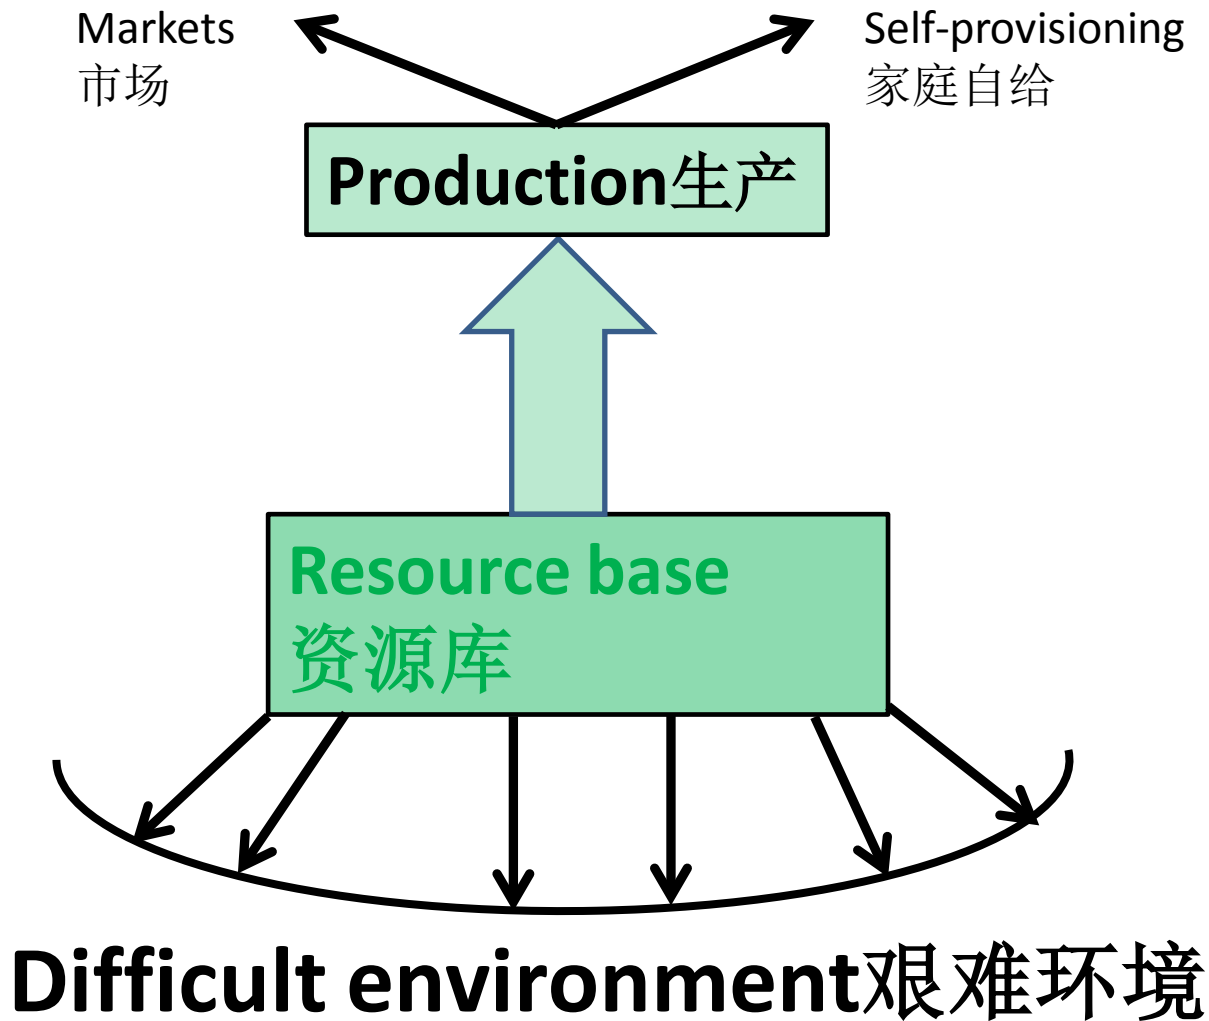 Markets
市场
Self-provisioning
家庭自给
Production生产
Resource base
资源库
Difficult environment艰难环境